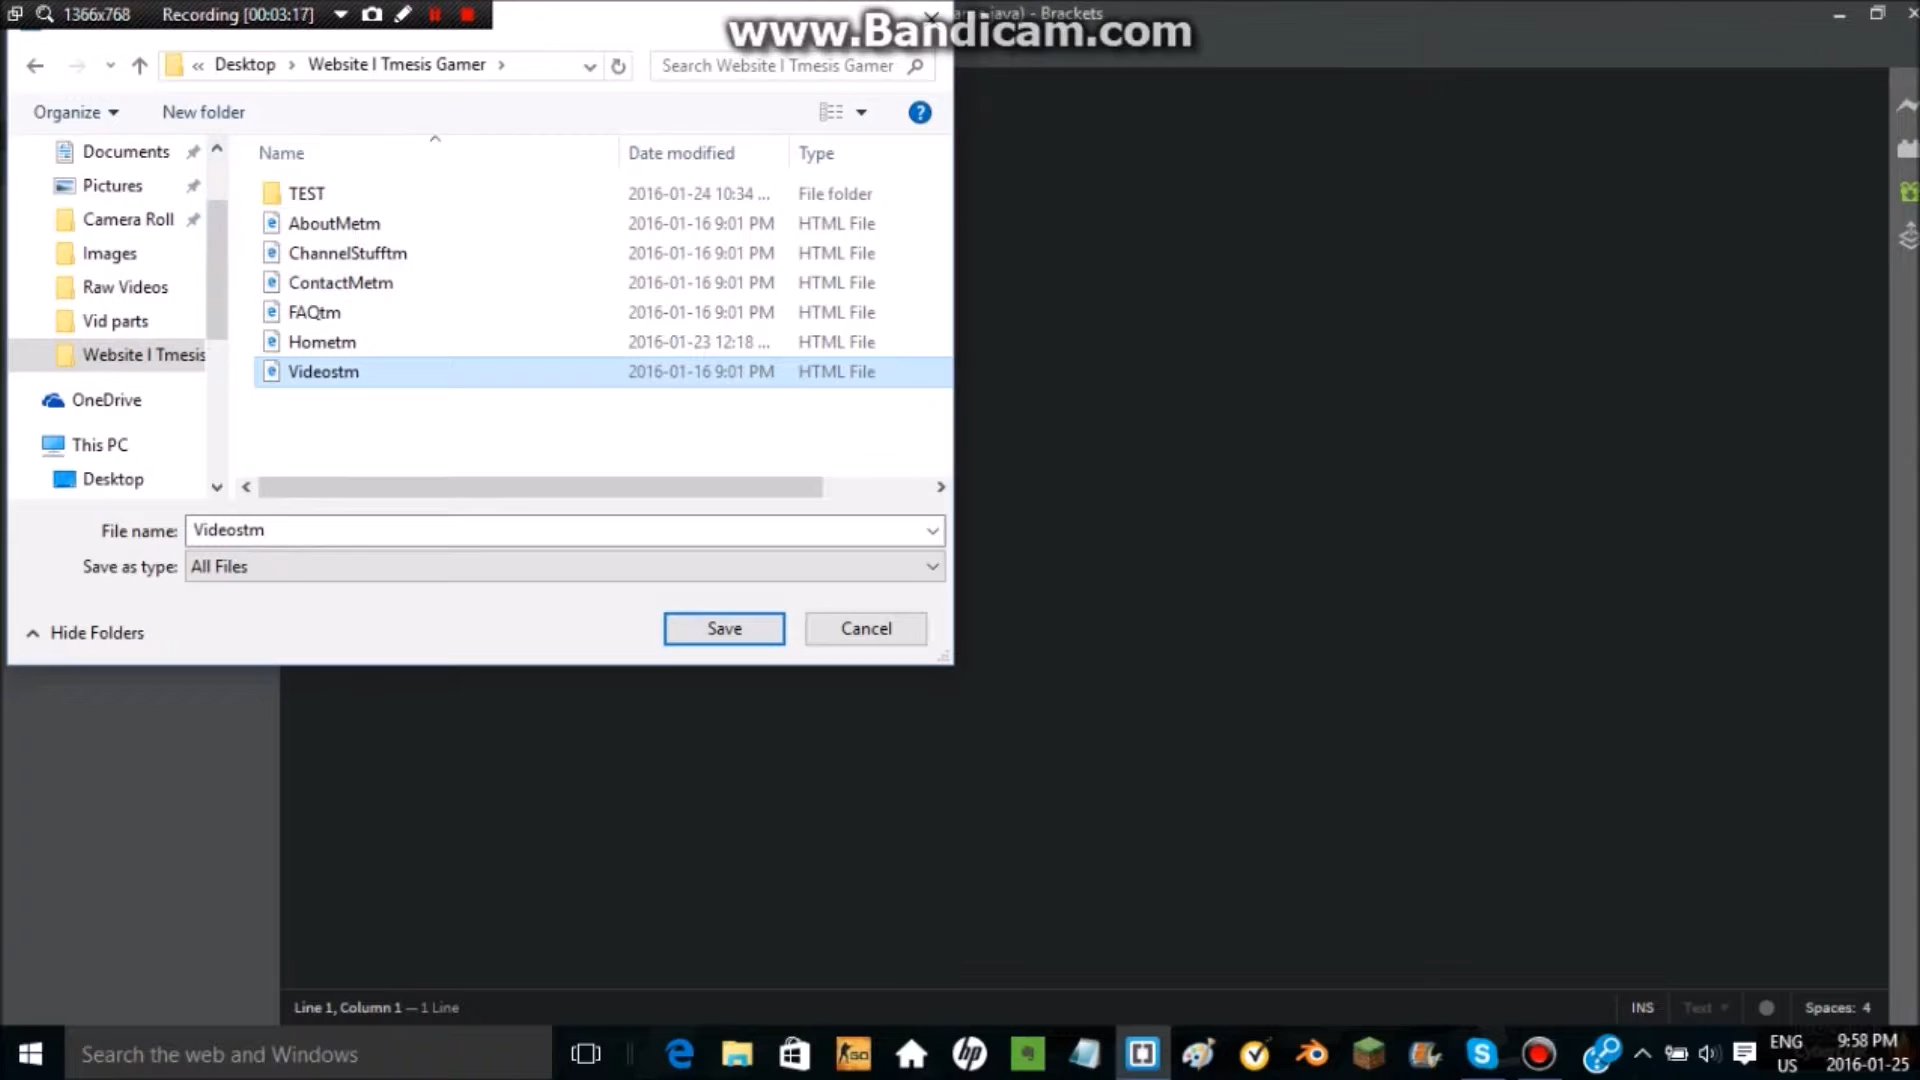 1366x768 Recording [00:03:17]
www.Bandicam.com
java) - Brackets
« Desktop > Website I Tmesis Gamer >
Search Website I Tmesis Gamer
Organize
New folder
Name
Date modified
Type
Documents
Pictures
Camera Roll
Images
Raw Videos
Vid parts
Website I Tmesis
OneDrive
This PC
Desktop
TEST 2016-01-24 10:34 ... File folder
AboutMetm 2016-01-16 9:01 PM HTML File
ChannelStufftm 2016-01-16 9:01 PM HTML File
ContactMetm 2016-01-16 9:01 PM HTML File
FAQtm 2016-01-16 9:01 PM HTML File
Hometm 2016-01-23 12:18 ... HTML File
Videostm 2016-01-16 9:01 PM HTML File
File name: Videostm
Save as type: All Files
Hide Folders
Save
Cancel
Line 1, Column 1 — 1 Line
INS
Text
Spaces: 4
Search the web and Windows
GO
hp
ENG
US
9:58 PM
2016-01-25